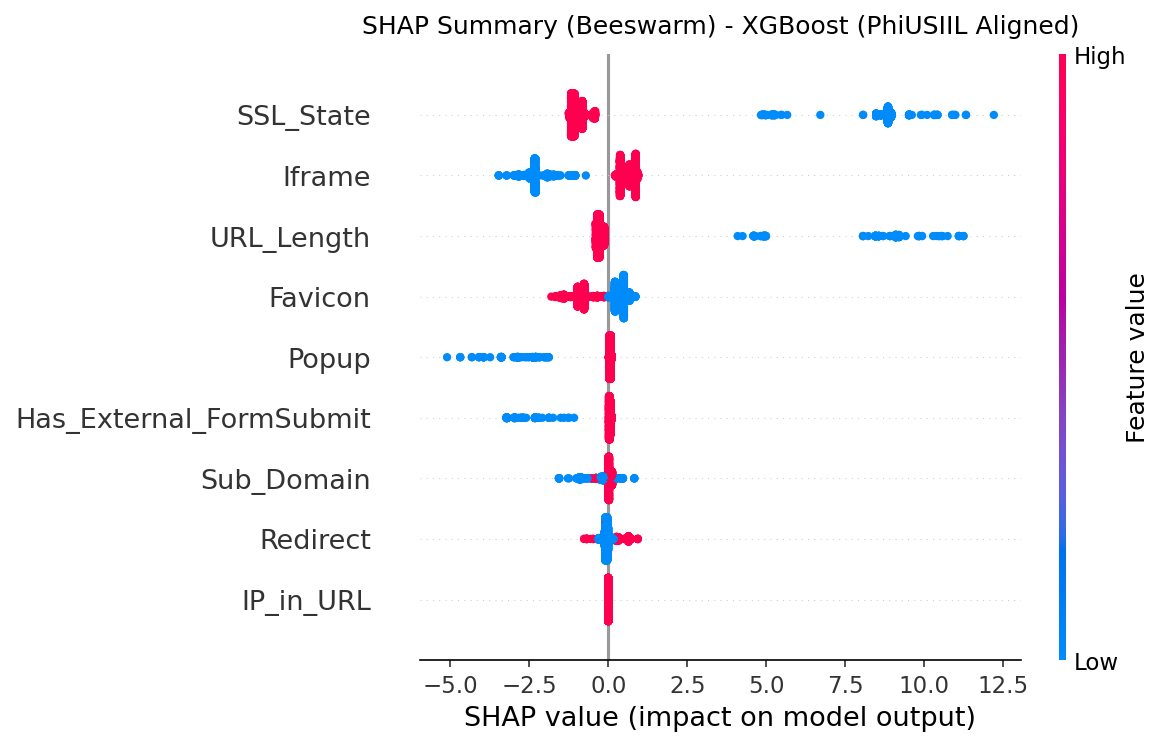 SHAP Summary (Beeswarm) - XGBoost (PhiUSIIL Aligned)
High
SSL_State
Iframe
URL_Length
Favicon
Popup
Has_External_FormSubmit
Sub_Domain
Redirect
IP_in_URL
Feature value
Low
−5.0 −2.5 0.0 2.5 5.0 7.5 10.0 12.5
SHAP value (impact on model output)